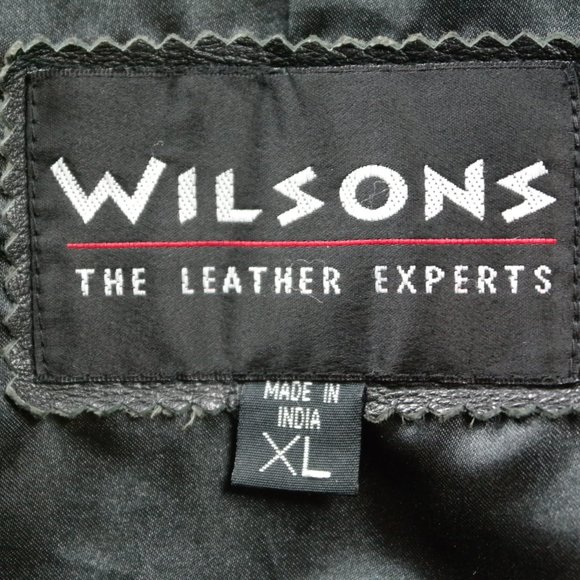 WILSONS
THE LEATHER EXPERTS
MADE IN
INDIA
XL